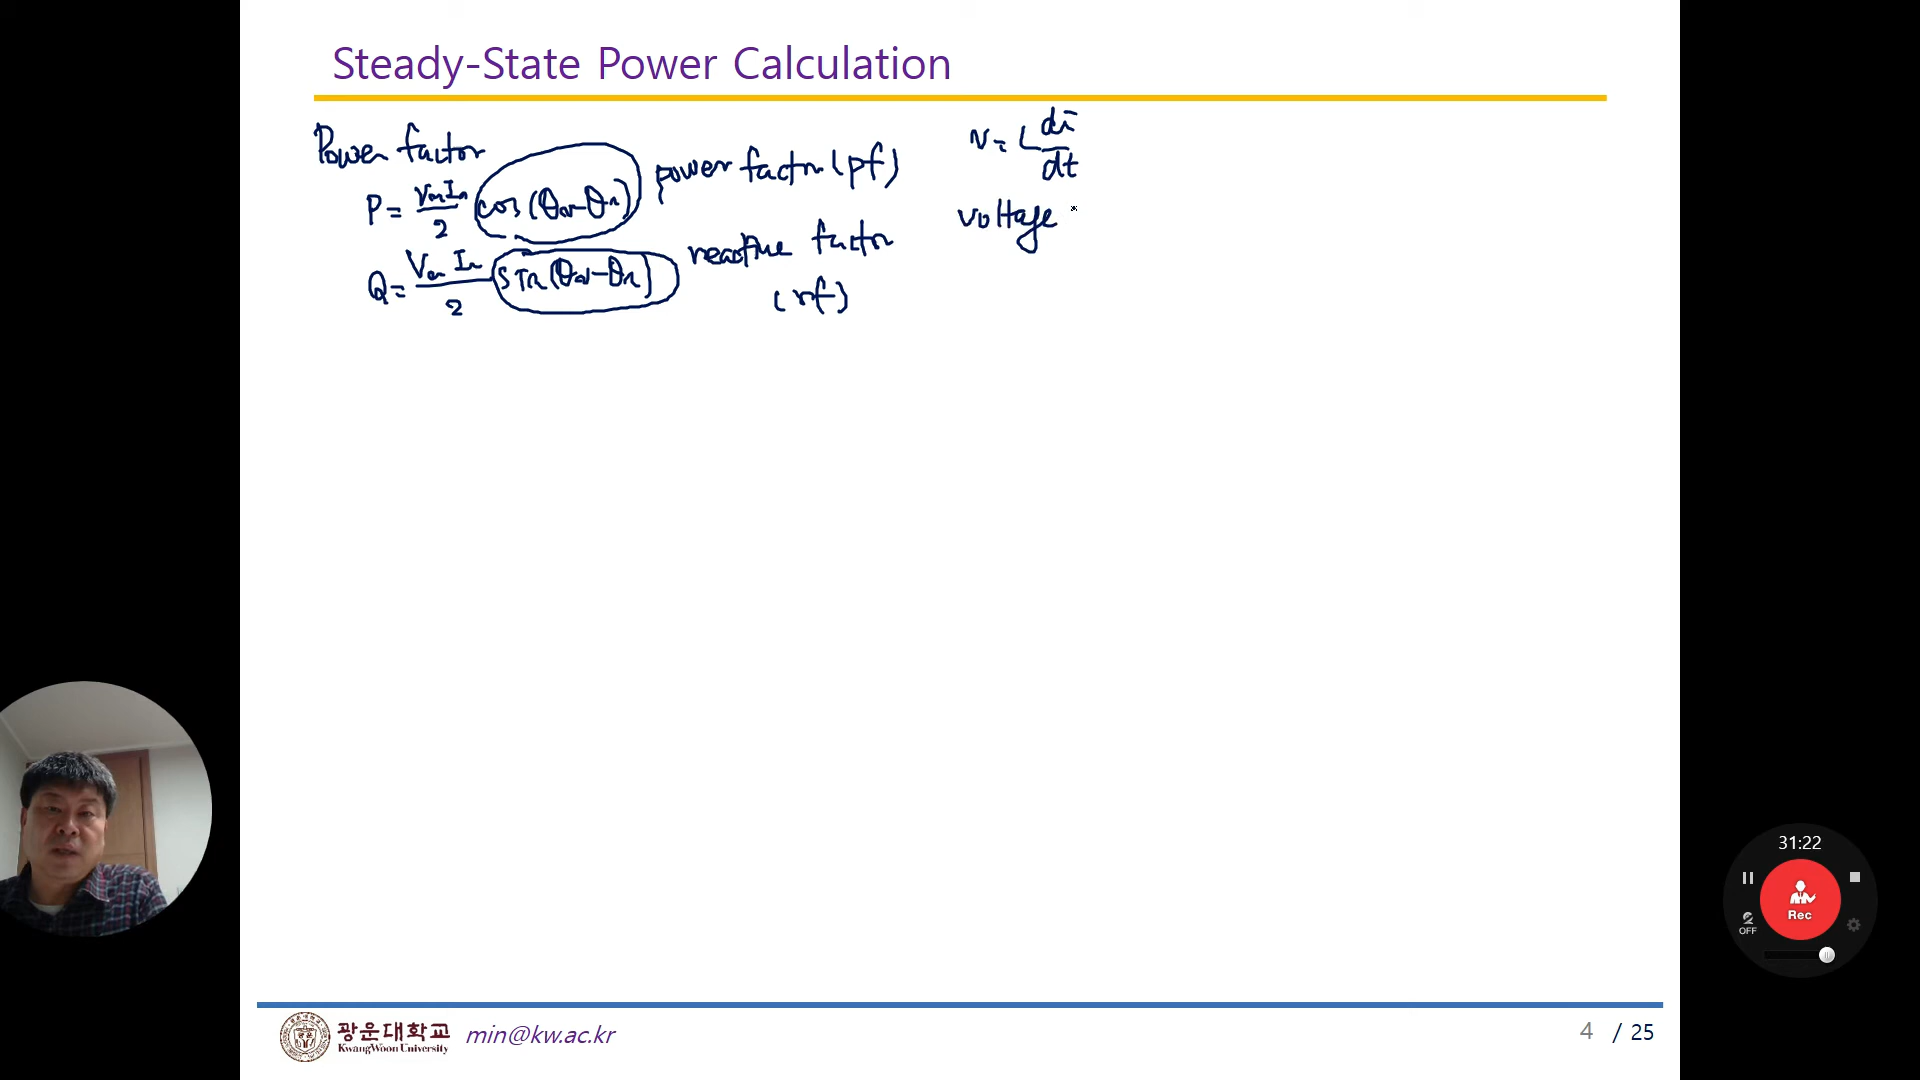 Steady-State Power Calculation
Power factor
P = VmIm/2 cos(θv-θi) power factor (pf)
Q = Vm Im/2 sin(θv-θi) reactive factor
(rf)
v = L di/dt
voltage
31:22
OFF
Rec
광운대학교
KwangWoon University
min@kw.ac.kr
4 / 25